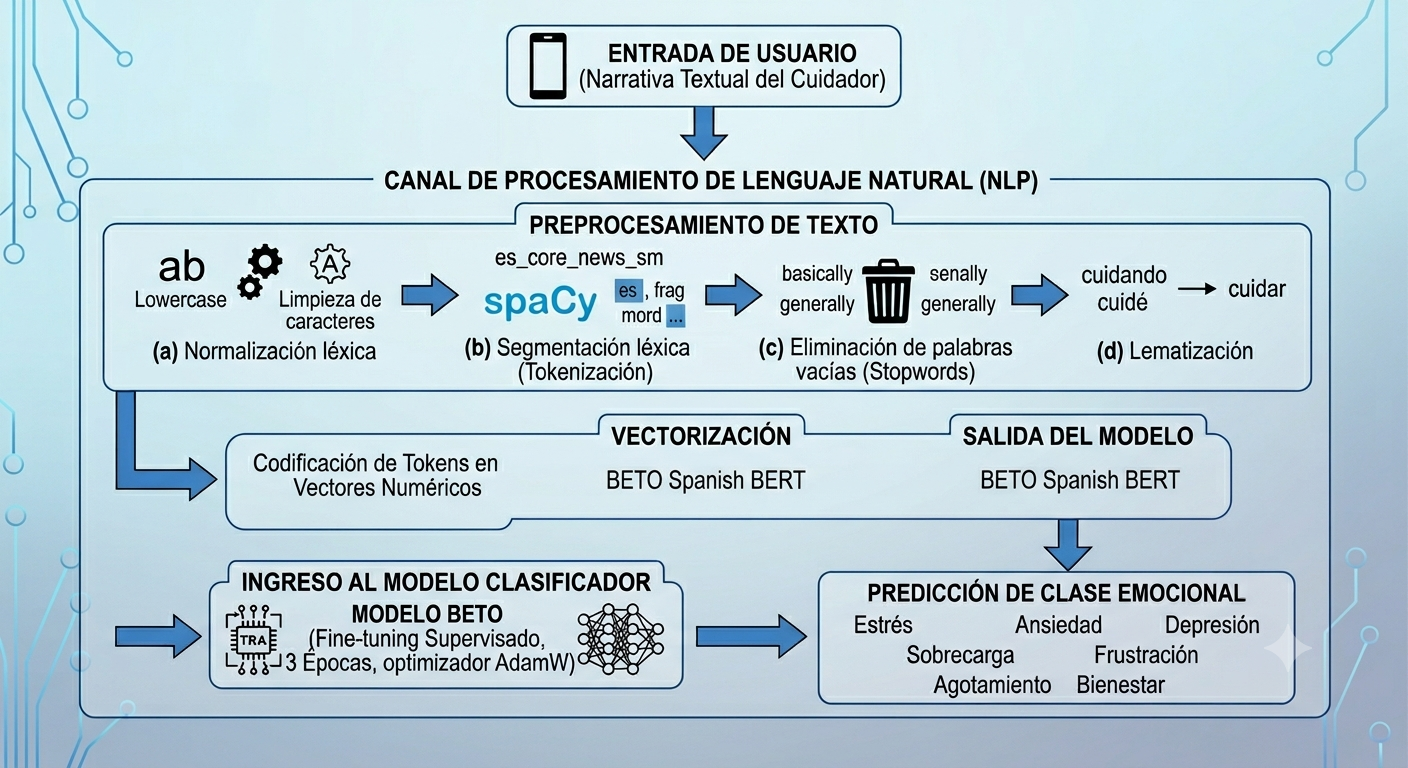 ENTRADA DE USUARIO
(Narrativa Textual del Cuidador)
CANAL DE PROCESAMIENTO DE LENGUAJE NATURAL (NLP)
PREPROCESAMIENTO DE TEXTO
ab
Lowercase
A
Limpieza de
caracteres
(a) Normalización léxica
es_core_news_sm
spaCy
es , frag
mord ...
(b) Segmentación léxica
(Tokenización)
basically
generally
senally
generally
(c) Eliminación de palabras
vacías (Stopwords)
cuidando
cuidé
cuidar
(d) Lematización
Codificación de Tokens en
Vectores Numéricos
VECTORIZACIÓN
BETO Spanish BERT
SALIDA DEL MODELO
BETO Spanish BERT
INGRESO AL MODELO CLASIFICADOR
MODELO BETO
TRA
(Fine-tuning Supervisado,
3 Êpocas, optimizador AdamW)
PREDICCIÓN DE CLASE EMOCIONAL
Estrés Ansiedad Depresión
Sobrecarga Frustración
Agotamiento Bienestar